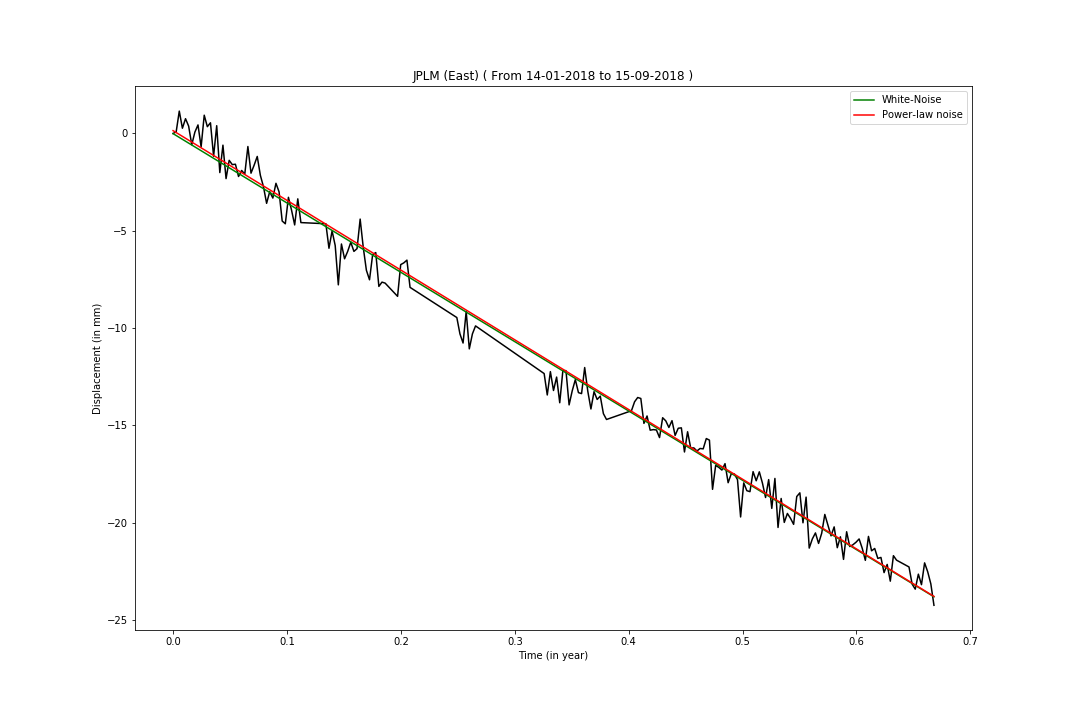 JPLM (East) ( From 14-01-2018 to 15-09-2018 )
White-Noise
Power-law noise
Displacement (in mm)
0
−5
−10
−15
−20
−25
0.0 0.1 0.2 0.3 0.4 0.5 0.6 0.7
Time (in year)